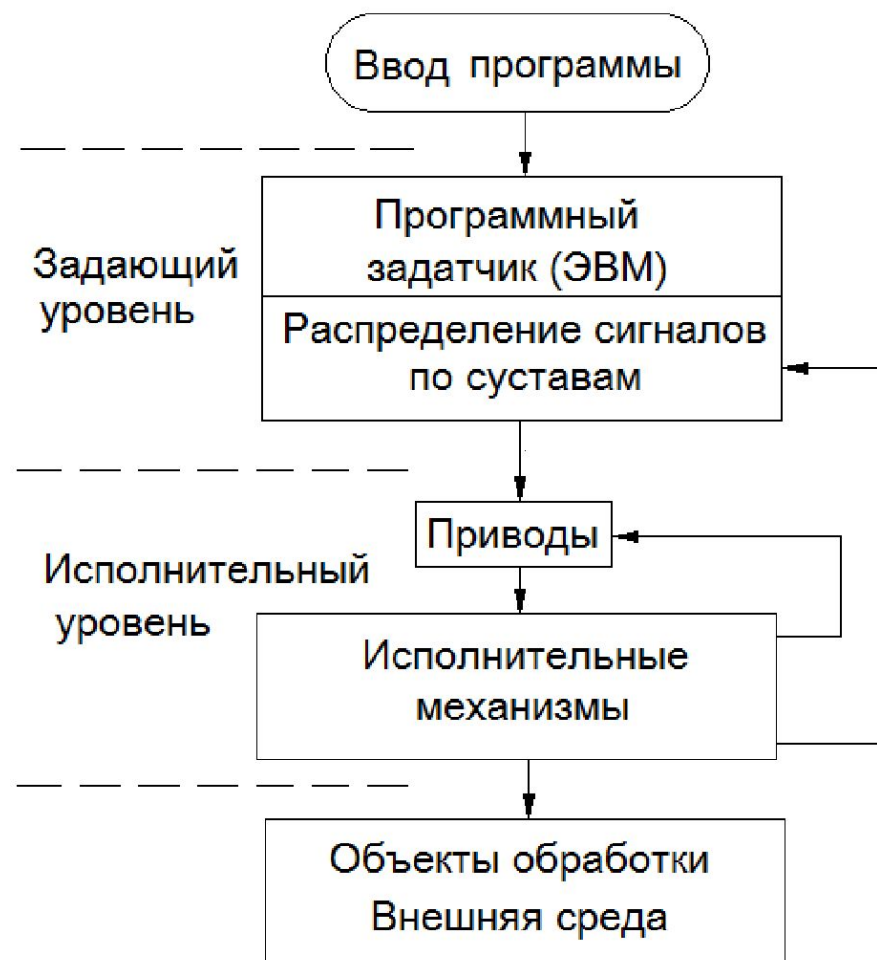 Ввод программы
Задающий
уровень
Программный
задатчик (ЭВМ)
Распределение сигналов
по суставам
Исполнительный
уровень
Приводы
Исполнительные
механизмы
Объекты обработки
Внешняя среда